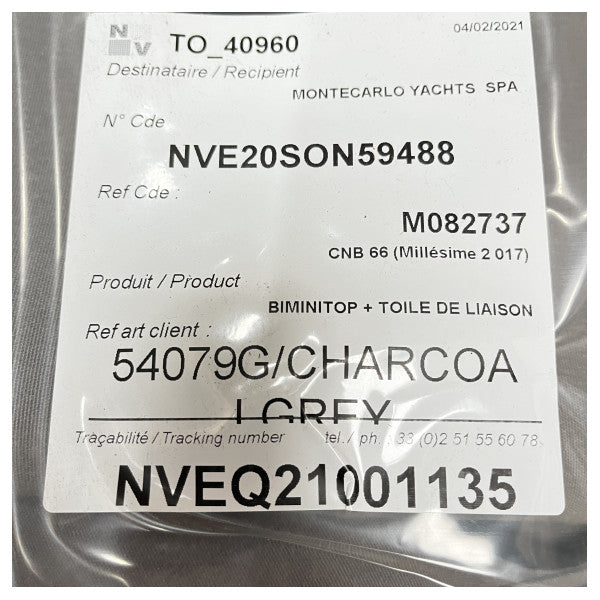 N V
TO_40960
04/02/2021
Destinataire / Recipient
MONTECARLO YACHTS SPA
N° Cde
NVE20SON59488
Ref Cde :
M082737
CNB 66 (Millésime 2 017)
Produit / Product
BIMINITOP + TOILE DE LIAISON
Ref art client :
54079G/CHARCOA
L GREY
Traçabilité / Tracking number tel./ ph. : 33 (0)2 51 55 60 78
NVEQ21001135